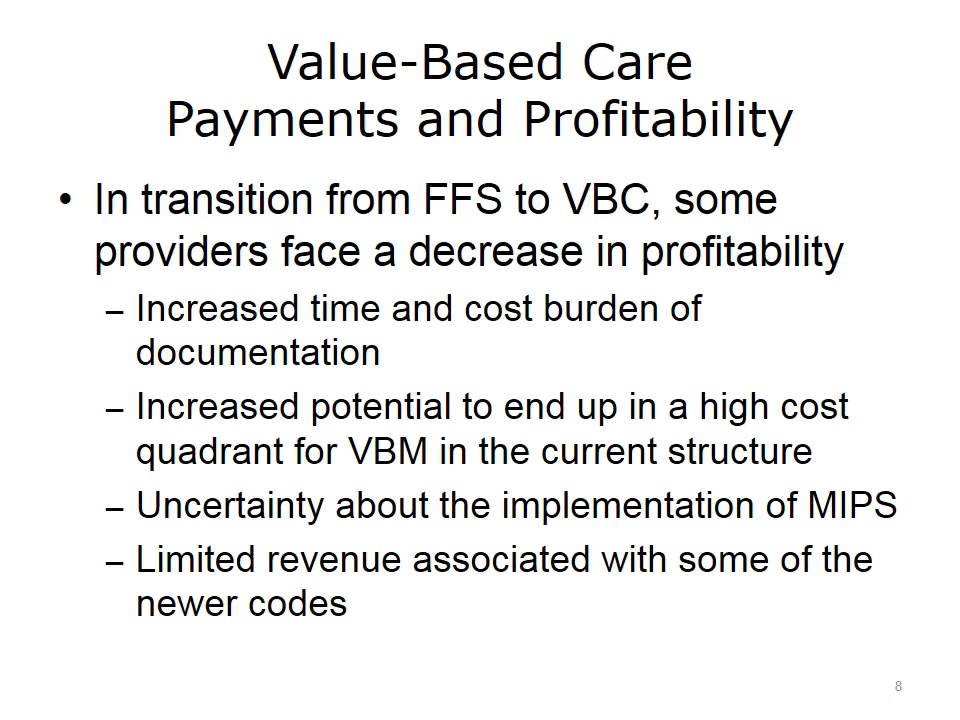 Value-Based Care
Payments and Profitability
• In transition from FFS to VBC, some
providers face a decrease in profitability
– Increased time and cost burden of
documentation
– Increased potential to end up in a high cost
quadrant for VBM in the current structure
– Uncertainty about the implementation of MIPS
– Limited revenue associated with some of the
newer codes
8